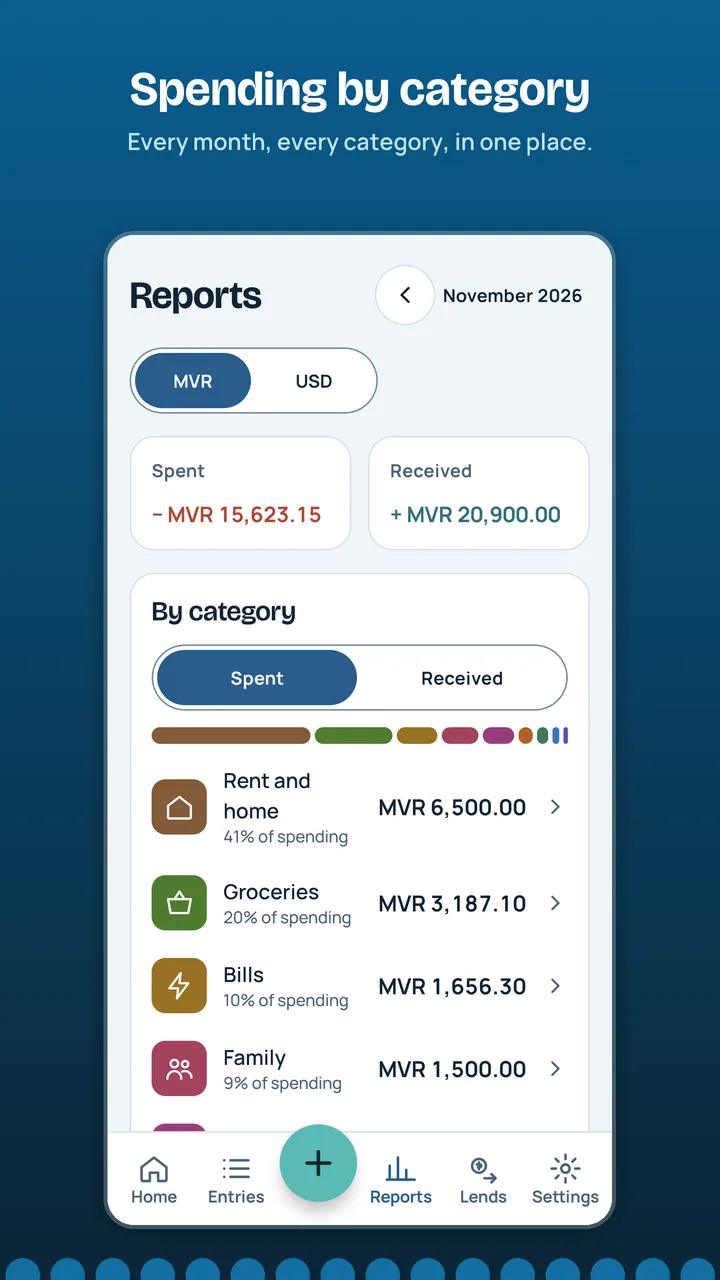 Spending by category
Every month, every category, in one place.
Reports
November 2026
MVR
USD
Spent
Received
− MVR 15,623.15
+ MVR 20,900.00
By category
Spent
Received
Rent and
home
41% of spending
MVR 6,500.00
Groceries
20% of spending
MVR 3,187.10
Bills
10% of spending
MVR 1,656.30
Family
9% of spending
MVR 1,500.00
Home
Entries
Reports
Lends
Settings